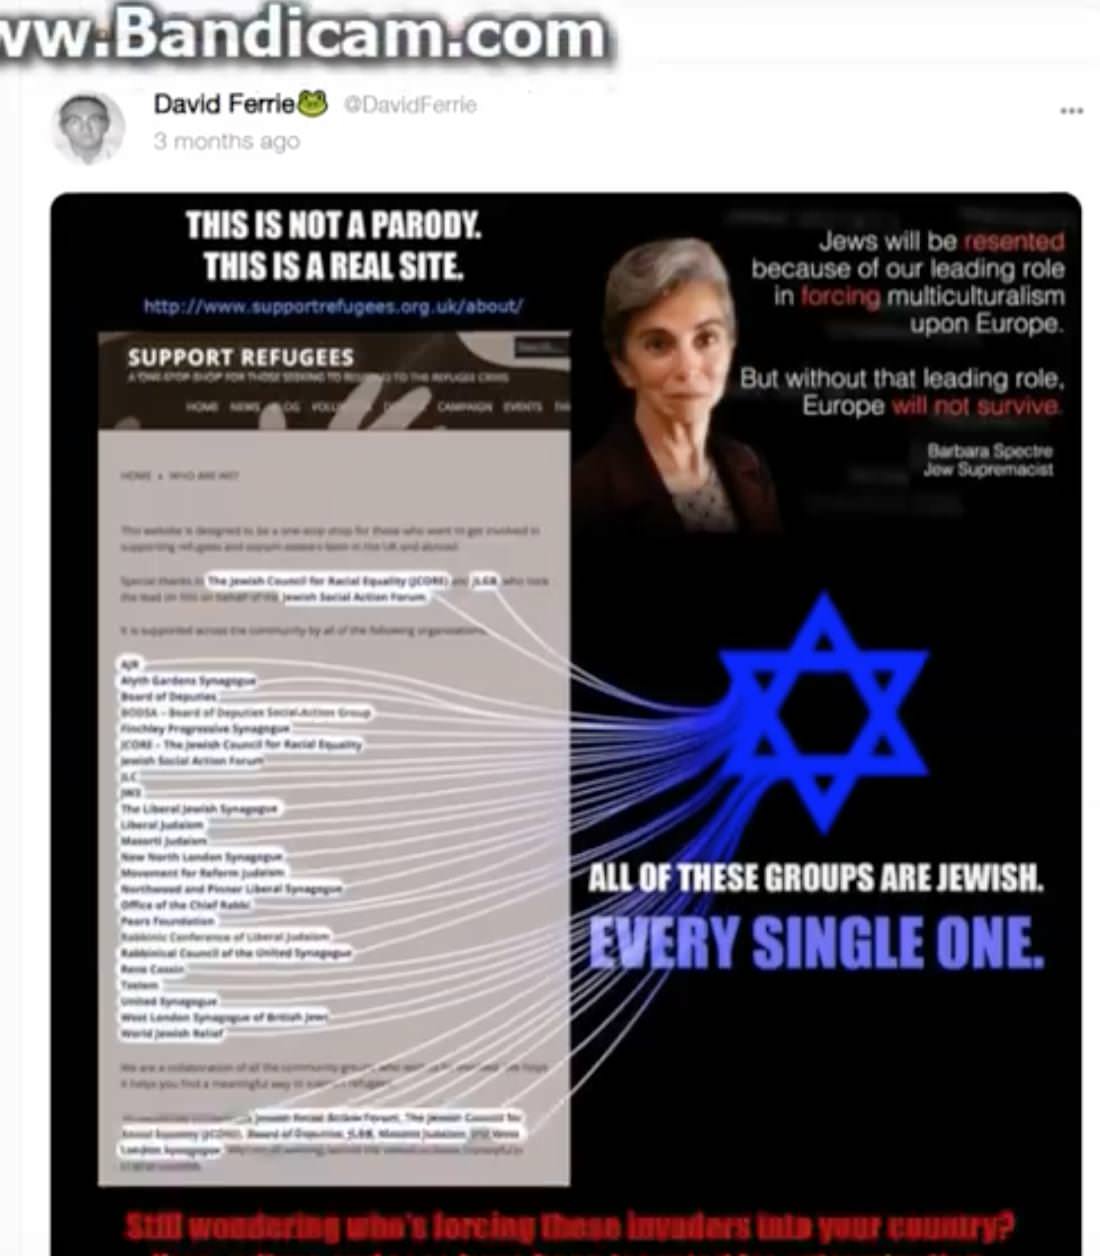 ww.Bandicam.com
David Ferrie🐸 @DavidFerrie
3 months ago
THIS IS NOT A PARODY.
THIS IS A REAL SITE.
http://www.supportrefugees.org.uk/about/
SUPPORT REFUGEES
A ONE-STOP SHOP FOR THOSE SEEKING TO TO THE REFUGEE CRISIS
HOME NEWS CAMPAIGN EVENTS
HOME WHO ARE WE?
This website is designed to be a one-stop shop for those who want to get involved in
supporting refugees and asylum seekers both in the UK and abroad.
Special thanks to The Jewish Council for Racial Equality (JCORE) and JLGB, who took
the lead on this on behalf of the Jewish Social Action Forum.
It is supported across the community by all of the following organisations:
AJR
Alyth Gardens Synagogue
Board of Deputies
BODSA - Board of Deputies Social Action Group
Finchley Progressive Synagogue
JCORE - The Jewish Council for Racial Equality
Jewish Social Action Forum
JLC
JW3
The Liberal Jewish Synagogue
Liberal Judaism
Masorti Judaism
New North London Synagogue
Movement for Reform Judaism
Northwood and Pinner Liberal Synagogue
Office of the Chief Rabbi
Pears Foundation
Rabbinic Conference of Liberal Judaism
Rabbinical Council of the United Synagogue
Rene Cassin
Tzelem
United Synagogue
West London Synagogue of British Jews
World Jewish Relief
We are a collaboration of all the community groups
it helps you find a meaningful way to support refugees.
Jewish Social Action Forum, The Jewish Council for
Racial Equality (JCORE), Board of Deputies, JLGB, Masorti Judaism, and
London Synagogue
Jews will be resented
because of our leading role
in forcing multiculturalism
upon Europe.
But without that leading role,
Europe will not survive.
Barbara Spectre
Jew Supremacist
ALL OF THESE GROUPS ARE JEWISH.
EVERY SINGLE ONE.
Still wondering who's forcing these invaders into your country?